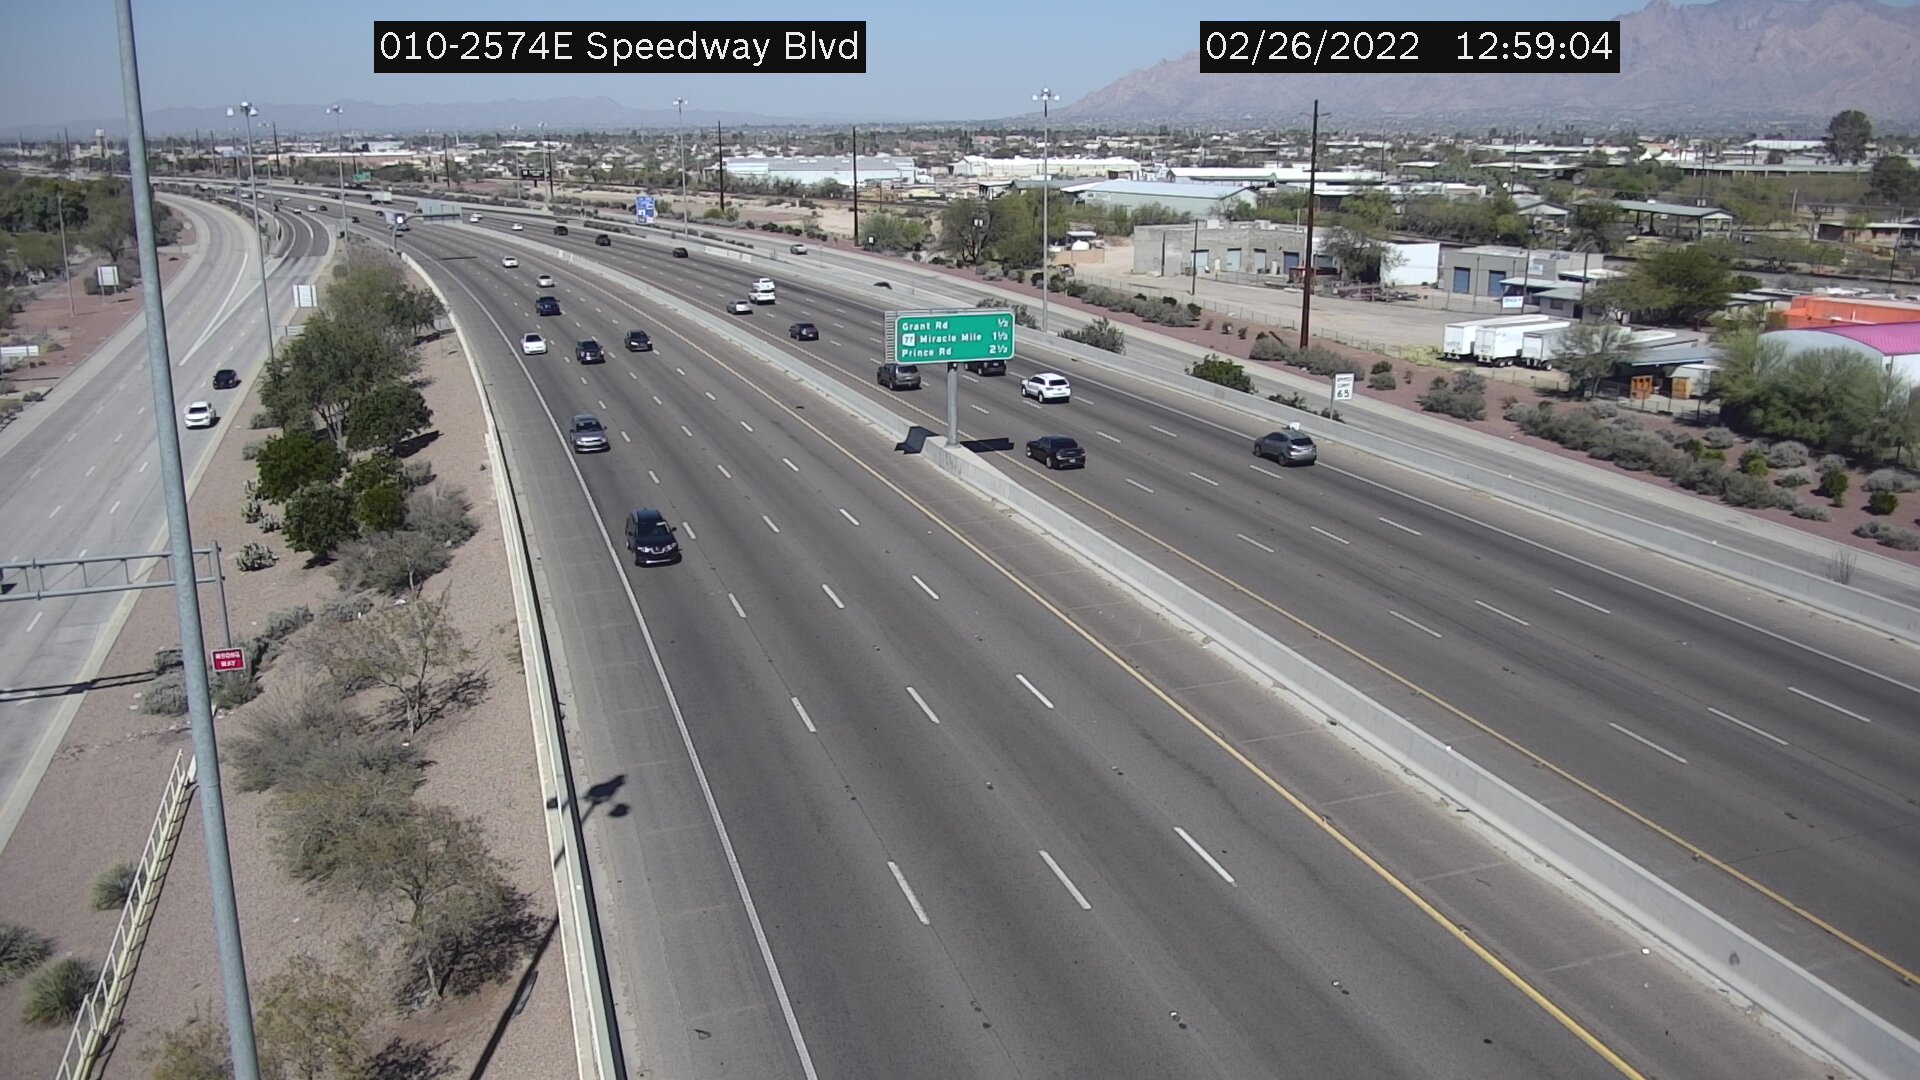 010-2574E Speedway Blvd
02/26/2022 12:59:04
Grant Rd ½
77 Miracle Mile 1½
Prince Rd 2½
SPEED
LIMIT
65
WRONG
WAY